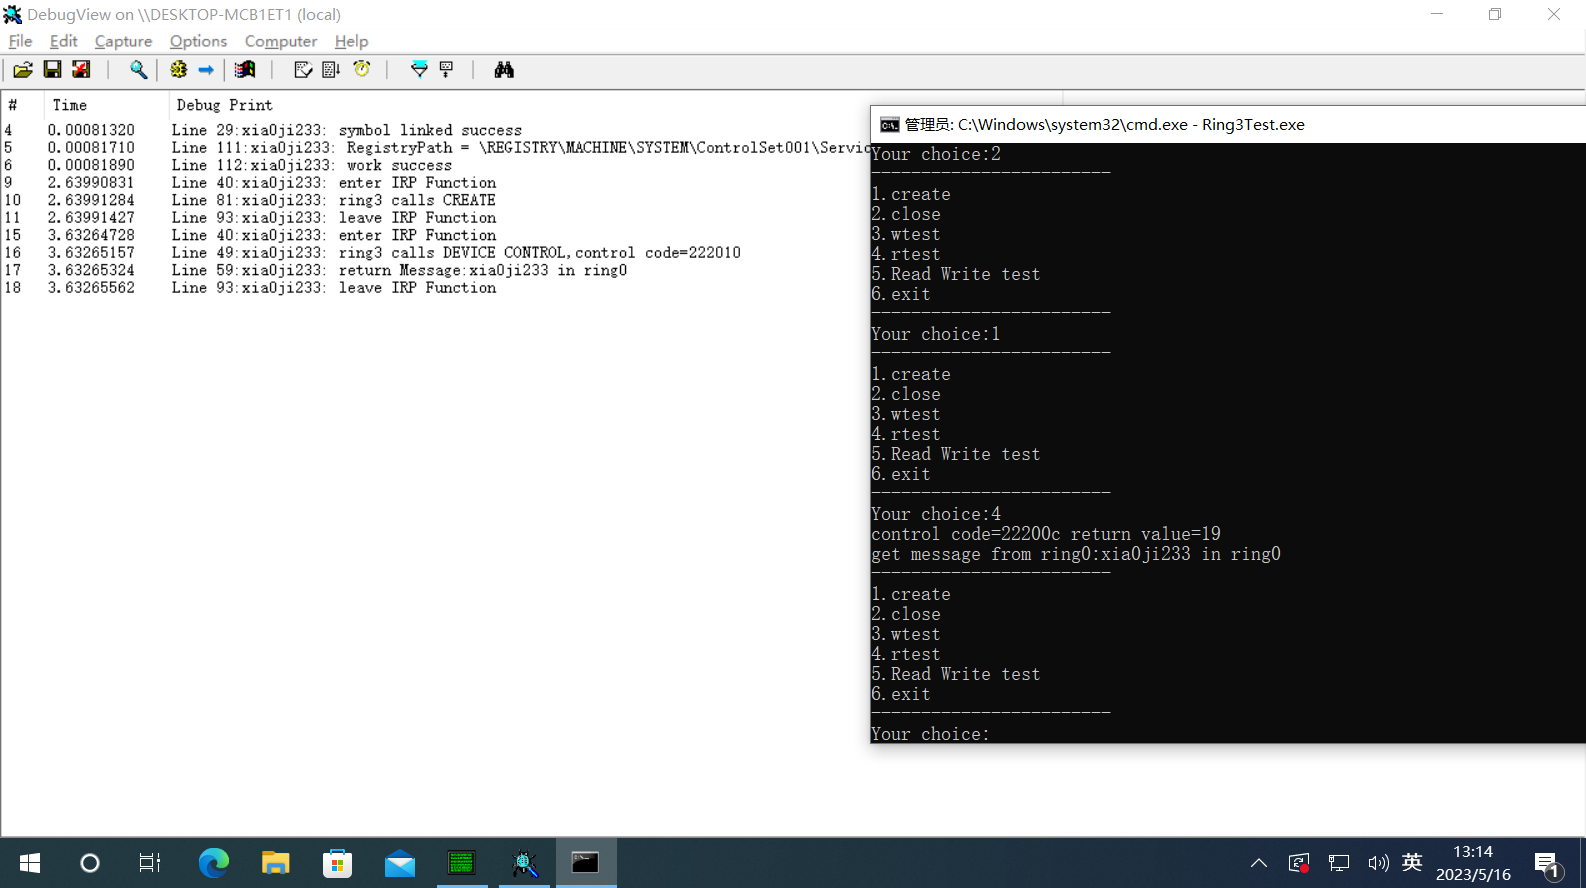 DebugView on \\DESKTOP-MCB1ET1 (local)
File Edit Capture Options Computer Help
# Time Debug Print
4 0.00081320 Line 29:xia0ji233: symbol linked success
5 0.00081710 Line 111:xia0ji233: RegistryPath = \REGISTRY\MACHINE\SYSTEM\ControlSet001\Servic
6 0.00081890 Line 112:xia0ji233: work success
9 2.63990831 Line 40:xia0ji233: enter IRP Function
10 2.63991284 Line 81:xia0ji233: ring3 calls CREATE
11 2.63991427 Line 93:xia0ji233: leave IRP Function
15 3.63264728 Line 40:xia0ji233: enter IRP Function
16 3.63265157 Line 49:xia0ji233: ring3 calls DEVICE CONTROL,control code=222010
17 3.63265324 Line 59:xia0ji233: return Message:xia0ji233 in ring0
18 3.63265562 Line 93:xia0ji233: leave IRP Function
管理员: C:\Windows\system32\cmd.exe - Ring3Test.exe
Your choice:2
------------------------
1.create
2.close
3.wtest
4.rtest
5.Read Write test
6.exit
------------------------
Your choice:1
------------------------
1.create
2.close
3.wtest
4.rtest
5.Read Write test
6.exit
------------------------
Your choice:4
control code=22200c return value=19
get message from ring0:xia0ji233 in ring0
------------------------
1.create
2.close
3.wtest
4.rtest
5.Read Write test
6.exit
------------------------
Your choice:
英
13:14
2023/5/16
1